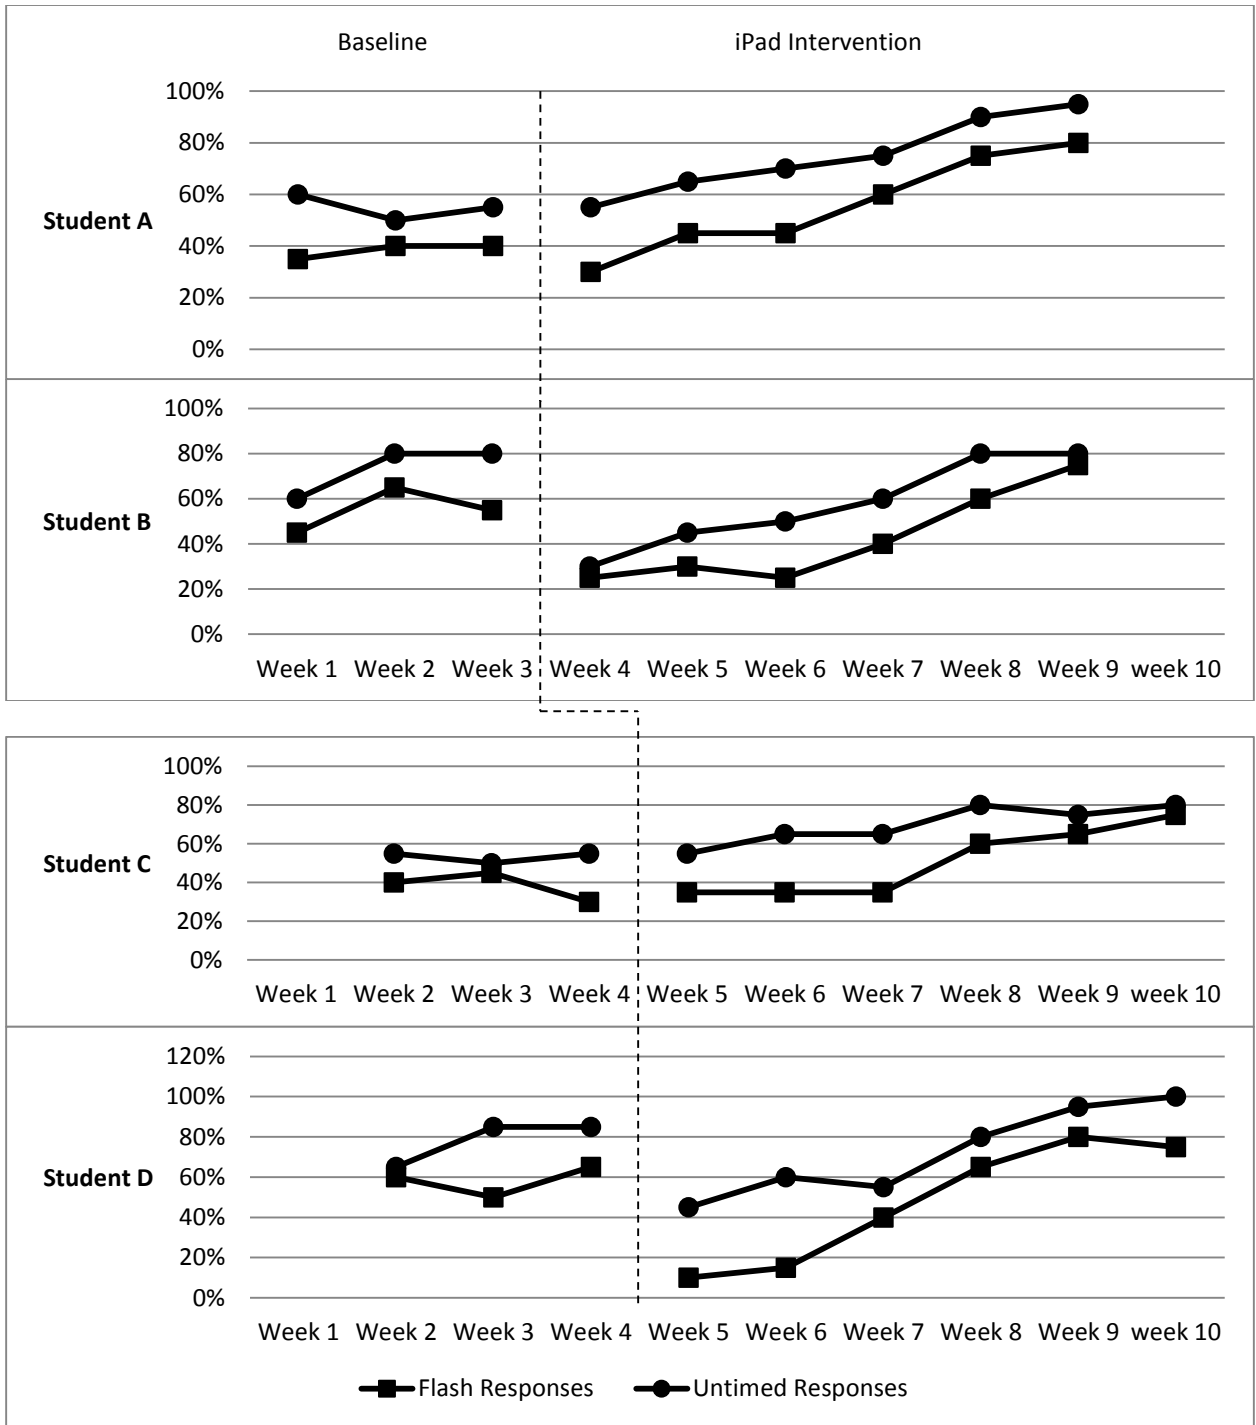 Baseline iPad Intervention
100%
80%
60%
Student A
40%
20%
0%
100%
80%
60%
Student B
40%
20%
0%
Week 1 Week 2 Week 3 Week 4 Week 5 Week 6 Week 7 Week 8 Week 9 week 10
100%
80%
60%
Student C
40%
20%
0%
Week 1 Week 2 Week 3 Week 4 Week 5 Week 6 Week 7 Week 8 Week 9 week 10
120%
100%
80%
60%
Student D
40%
20%
0%
Week 1 Week 2 Week 3 Week 4 Week 5 Week 6 Week 7 Week 8 Week 9 week 10
Flash Responses Untimed Responses